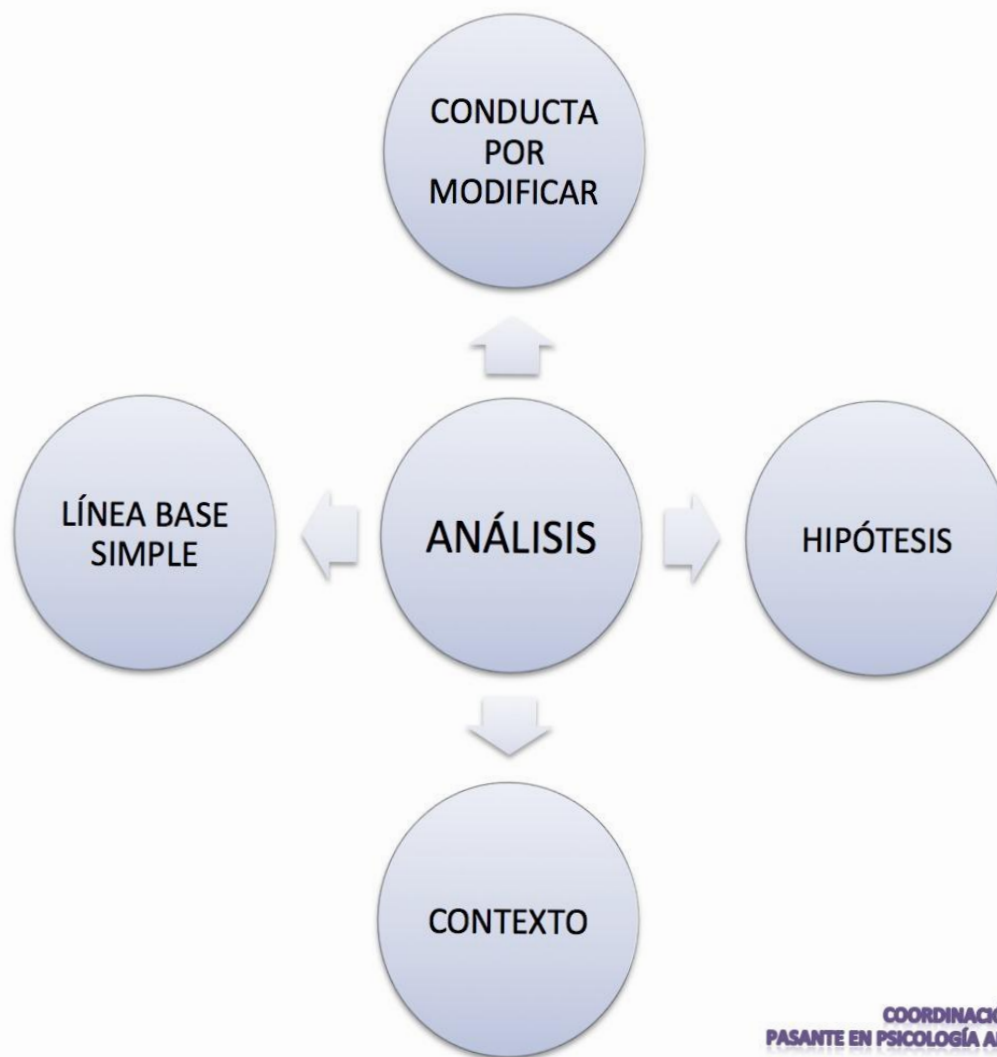 CONDUCTA
POR
MODIFICAR
LÍNEA BASE
SIMPLE
ANÁLISIS
HIPÓTESIS
CONTEXTO
PASANTE EN PSICOLOGÍA